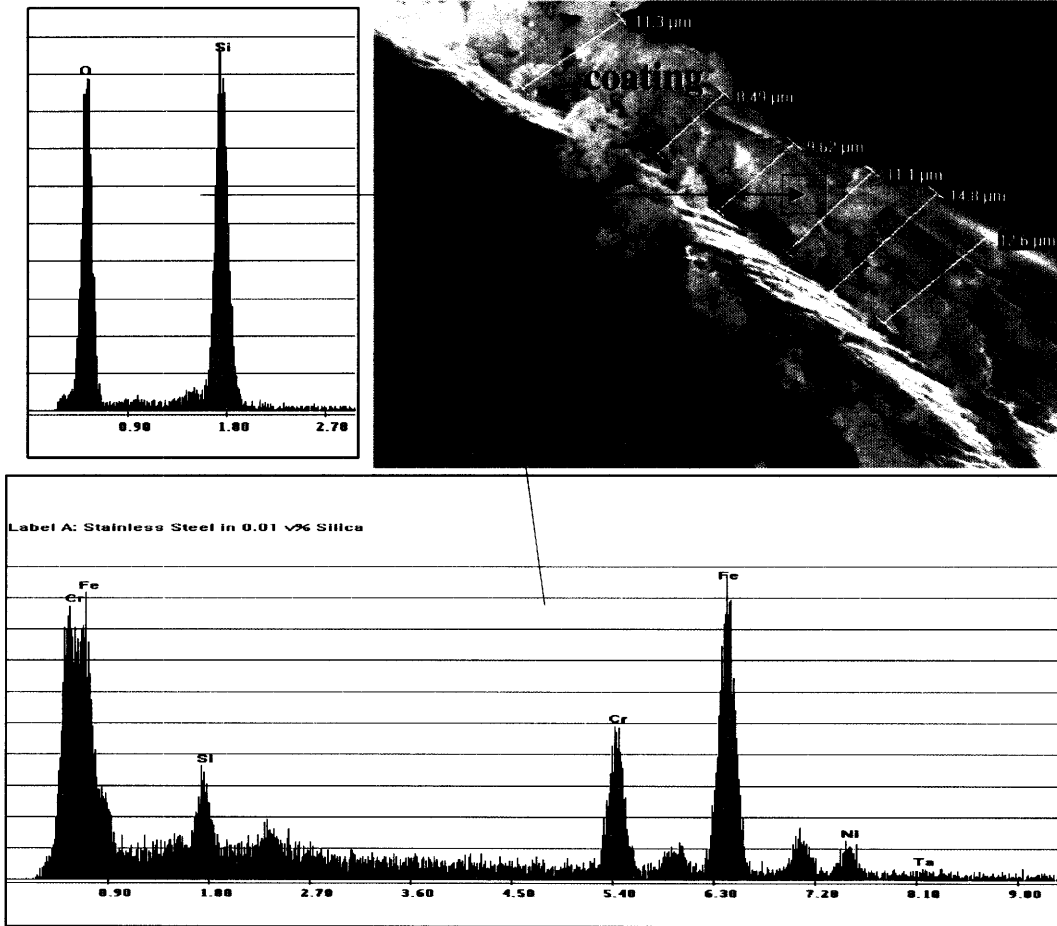 O
Si
0.90 1.80 2.70
11.3 µm
coating
8.49 µm
9.62 µm
11.1 µm
14.8 µm
12.6 µm
Label A: Stainless Steel in 0.01 v% Silica
Fe
Cr
Si
Cr
Fe
Ni
Ta
0.90 1.80 2.70 3.60 4.50 5.40 6.30 7.20 8.10 9.00